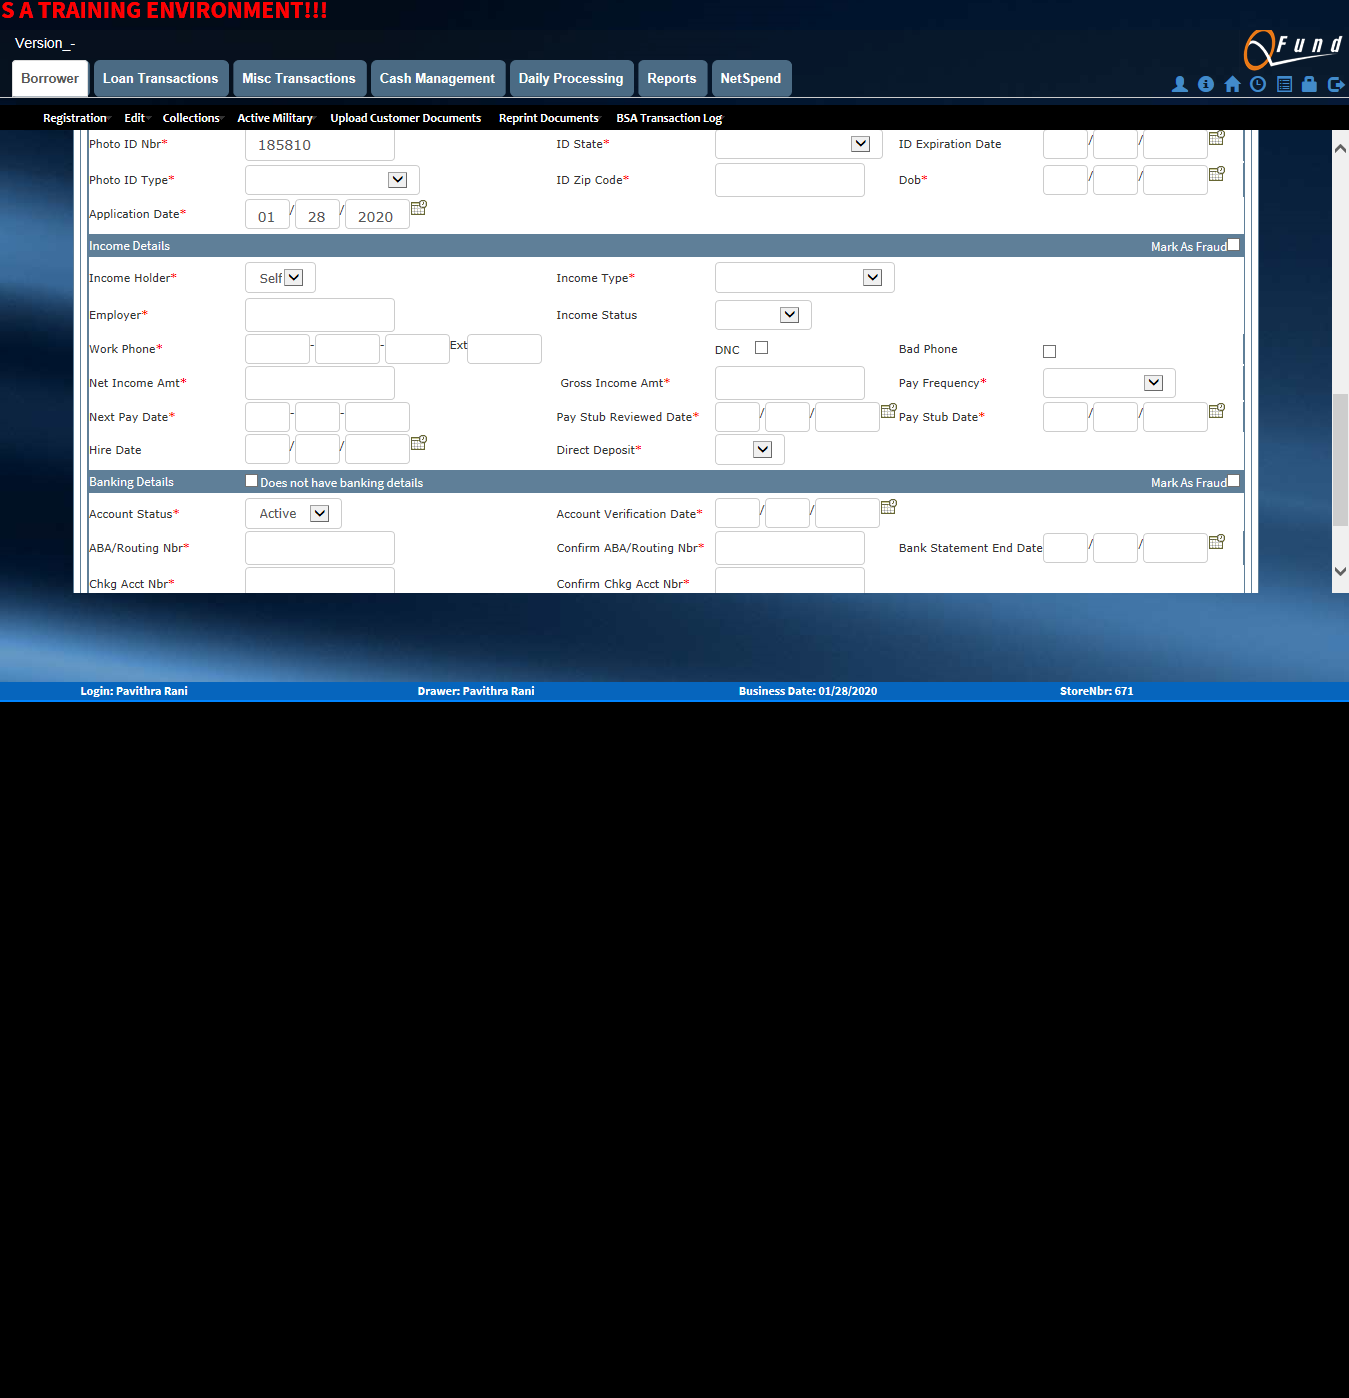 S A TRAINING ENVIRONMENT!!!
Version_-
Fund
Borrower Loan Transactions Misc Transactions Cash Management Daily Processing Reports NetSpend
Registration Edit Collections Active Military Upload Customer Documents Reprint Documents BSA Transaction Log
Photo ID Nbr* 185810 ID State* ID Expiration Date / /
Photo ID Type* ID Zip Code* Dob* / /
Application Date* 01 / 28 / 2020
Income Details Mark As Fraud
Income Holder* Self Income Type*
Employer* Income Status
Work Phone* - - Ext DNC Bad Phone
Net Income Amt* Gross Income Amt* Pay Frequency*
Next Pay Date* - - Pay Stub Reviewed Date* / / Pay Stub Date* / /
Hire Date / / Direct Deposit*
Banking Details Does not have banking details Mark As Fraud
Account Status* Active Account Verification Date* / /
ABA/Routing Nbr* Confirm ABA/Routing Nbr* Bank Statement End Date / /
Chkg Acct Nbr* Confirm Chkg Acct Nbr*
Login: Pavithra Rani Drawer: Pavithra Rani Business Date: 01/28/2020 StoreNbr: 671